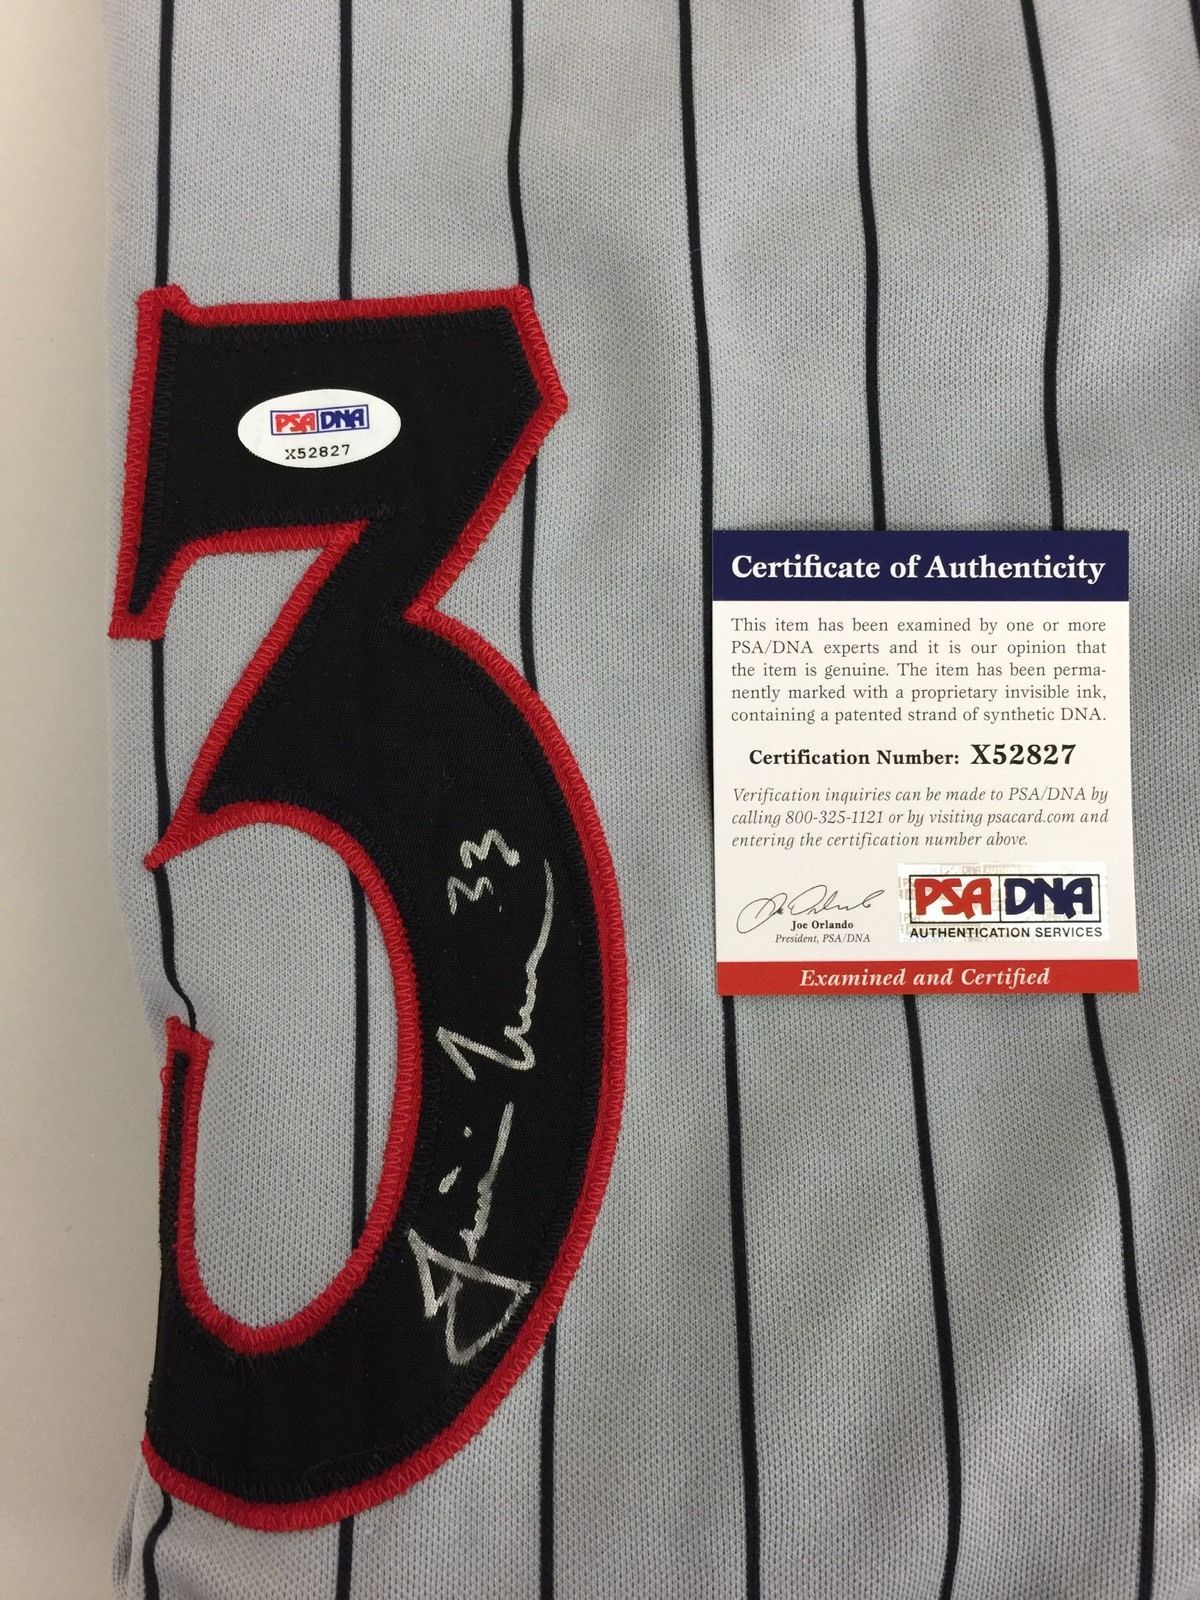 3
PSA DNA
X52827
33
Certificate of Authenticity
This item has been examined by one or more
PSA/DNA experts and it is our opinion that
the item is genuine. The item has been perma-
nently marked with a proprietary invisible ink,
containing a patented strand of synthetic DNA.
Certification Number: X52827
Verification inquiries can be made to PSA/DNA by
calling 800-325-1121 or by visiting psacard.com and
entering the certification number above.
Joe Orlando
President, PSA/DNA
PSA DNA
AUTHENTICATION SERVICES
Examined and Certified